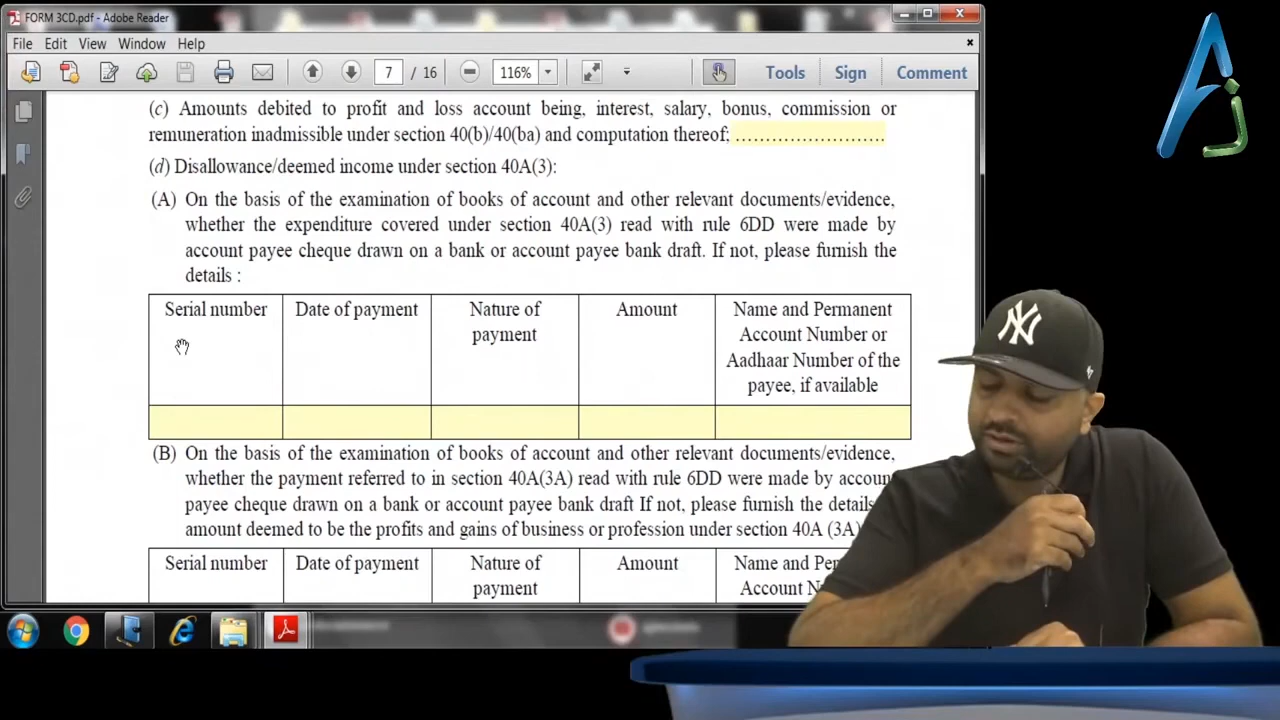 FORM 3CD.pdf - Adobe Reader
File Edit View Window Help
7 / 16 116% Tools Sign Comment
(c) Amounts debited to profit and loss account being, interest, salary, bonus, commission or
remuneration inadmissible under section 40(b)/40(ba) and computation thereof; ……………………
(d) Disallowance/deemed income under section 40A(3):
(A) On the basis of the examination of books of account and other relevant documents/evidence,
whether the expenditure covered under section 40A(3) read with rule 6DD were made by
account payee cheque drawn on a bank or account payee bank draft. If not, please furnish the
details :
Serial number Date of payment Nature of Amount Name and Permanent
payment Account Number or
Aadhaar Number of the
payee, if available
(B) On the basis of the examination of books of account and other relevant documents/evidence,
whether the payment referred to in section 40A(3A) read with rule 6DD were made by accoun
payee cheque drawn on a bank or account payee bank draft If not, please furnish the details
amount deemed to be the profits and gains of business or profession under section 40A (3A)
Serial number Date of payment Nature of Amount Name and Pe
payment Account N
NY